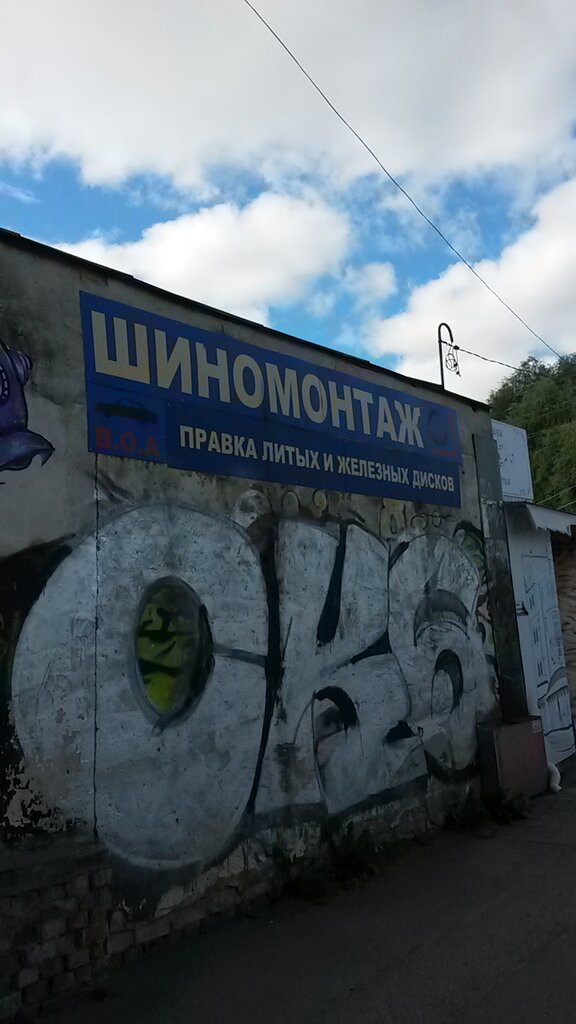 ШИНОМОНТАЖ
B.D.A
ПРАВКА ЛИТЫХ И ЖЕЛЕЗНЫХ ДИСКОВ